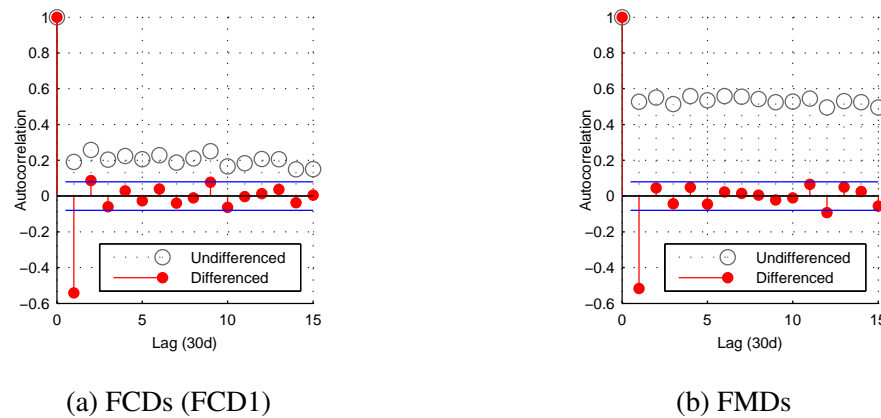 1
0.8
0.6
0.4
0.2
0
−0.2
−0.4
−0.6
Autocorrelation
Undifferenced
Differenced
0 5 10 15
Lag (30d)
(a) FCDs (FCD1)
1
0.8
0.6
0.4
0.2
0
−0.2
−0.4
−0.6
Autocorrelation
Undifferenced
Differenced
0 5 10 15
Lag (30d)
(b) FMDs